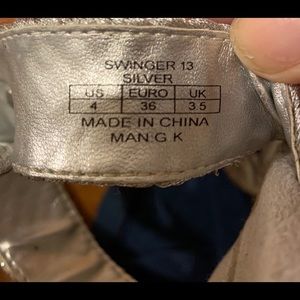 SWINGER 13
SILVER
US EURO UK
4 36 3.5
MADE IN CHINA
MAN G K